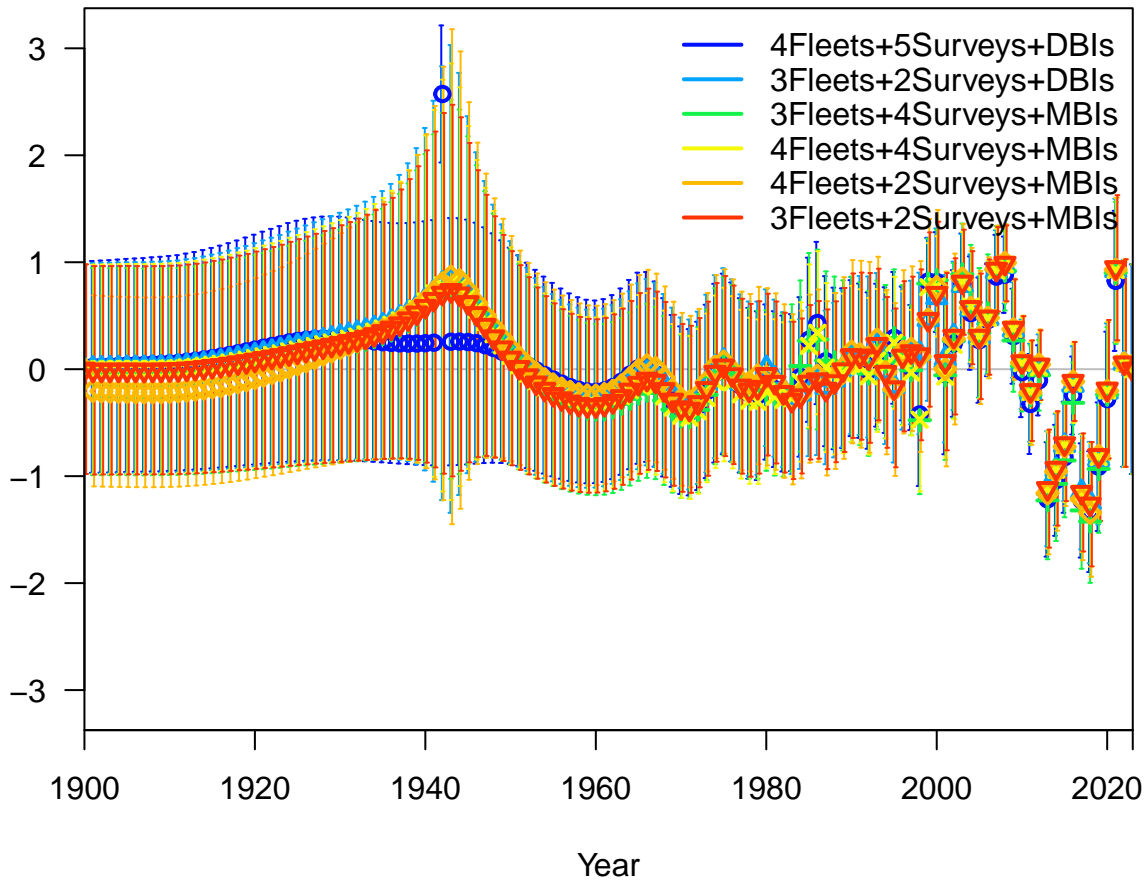 3
2
1
0
−1
−2
−3
4Fleets+5Surveys+DBIs
3Fleets+2Surveys+DBIs
3Fleets+4Surveys+MBIs
4Fleets+4Surveys+MBIs
4Fleets+2Surveys+MBIs
3Fleets+2Surveys+MBIs
1900 1920 1940 1960 1980 2000 2020
Year